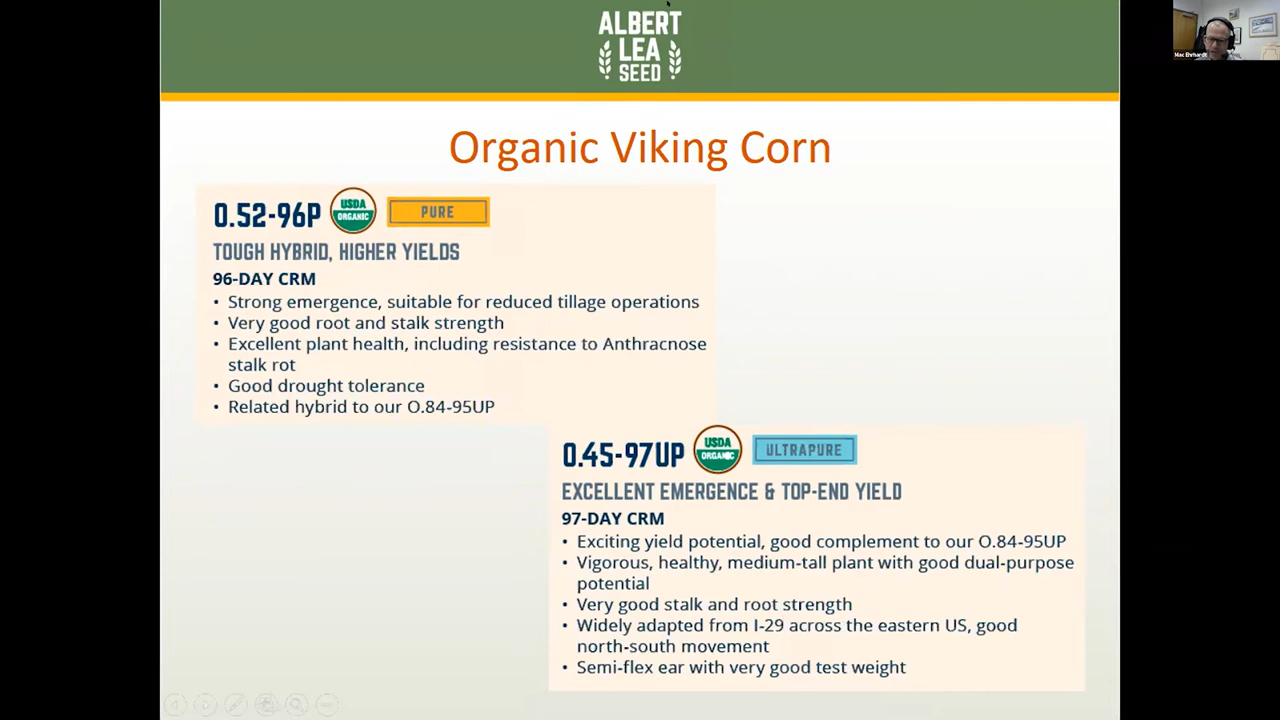 ALBERT
LEA
SEED
Mac Ehrhardt
Organic Viking Corn
O.52-96P
USDA
ORGANIC
PURE
TOUGH HYBRID, HIGHER YIELDS
96-DAY CRM
• Strong emergence, suitable for reduced tillage operations
• Very good root and stalk strength
• Excellent plant health, including resistance to Anthracnose
stalk rot
• Good drought tolerance
• Related hybrid to our O.84-95UP
O.45-97UP
USDA
ORGANIC
ULTRAPURE
EXCELLENT EMERGENCE & TOP-END YIELD
97-DAY CRM
• Exciting yield potential, good complement to our O.84-95UP
• Vigorous, healthy, medium-tall plant with good dual-purpose
potential
• Very good stalk and root strength
• Widely adapted from I-29 across the eastern US, good
north-south movement
• Semi-flex ear with very good test weight